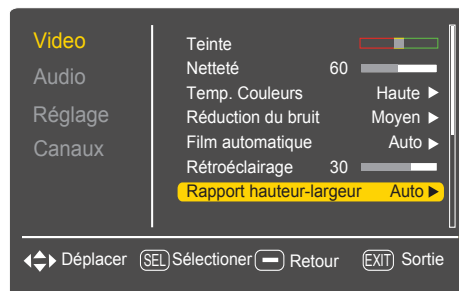 Video
Audio
Réglage
Canaux
Teinte
Netteté 60
Temp. Couleurs Haute
Réduction du bruit Moyen
Film automatique Auto
Rétroéclairage 30
Rapport hauteur-largeur Auto
Déplacer SEL Sélectioner Retour EXIT Sortie